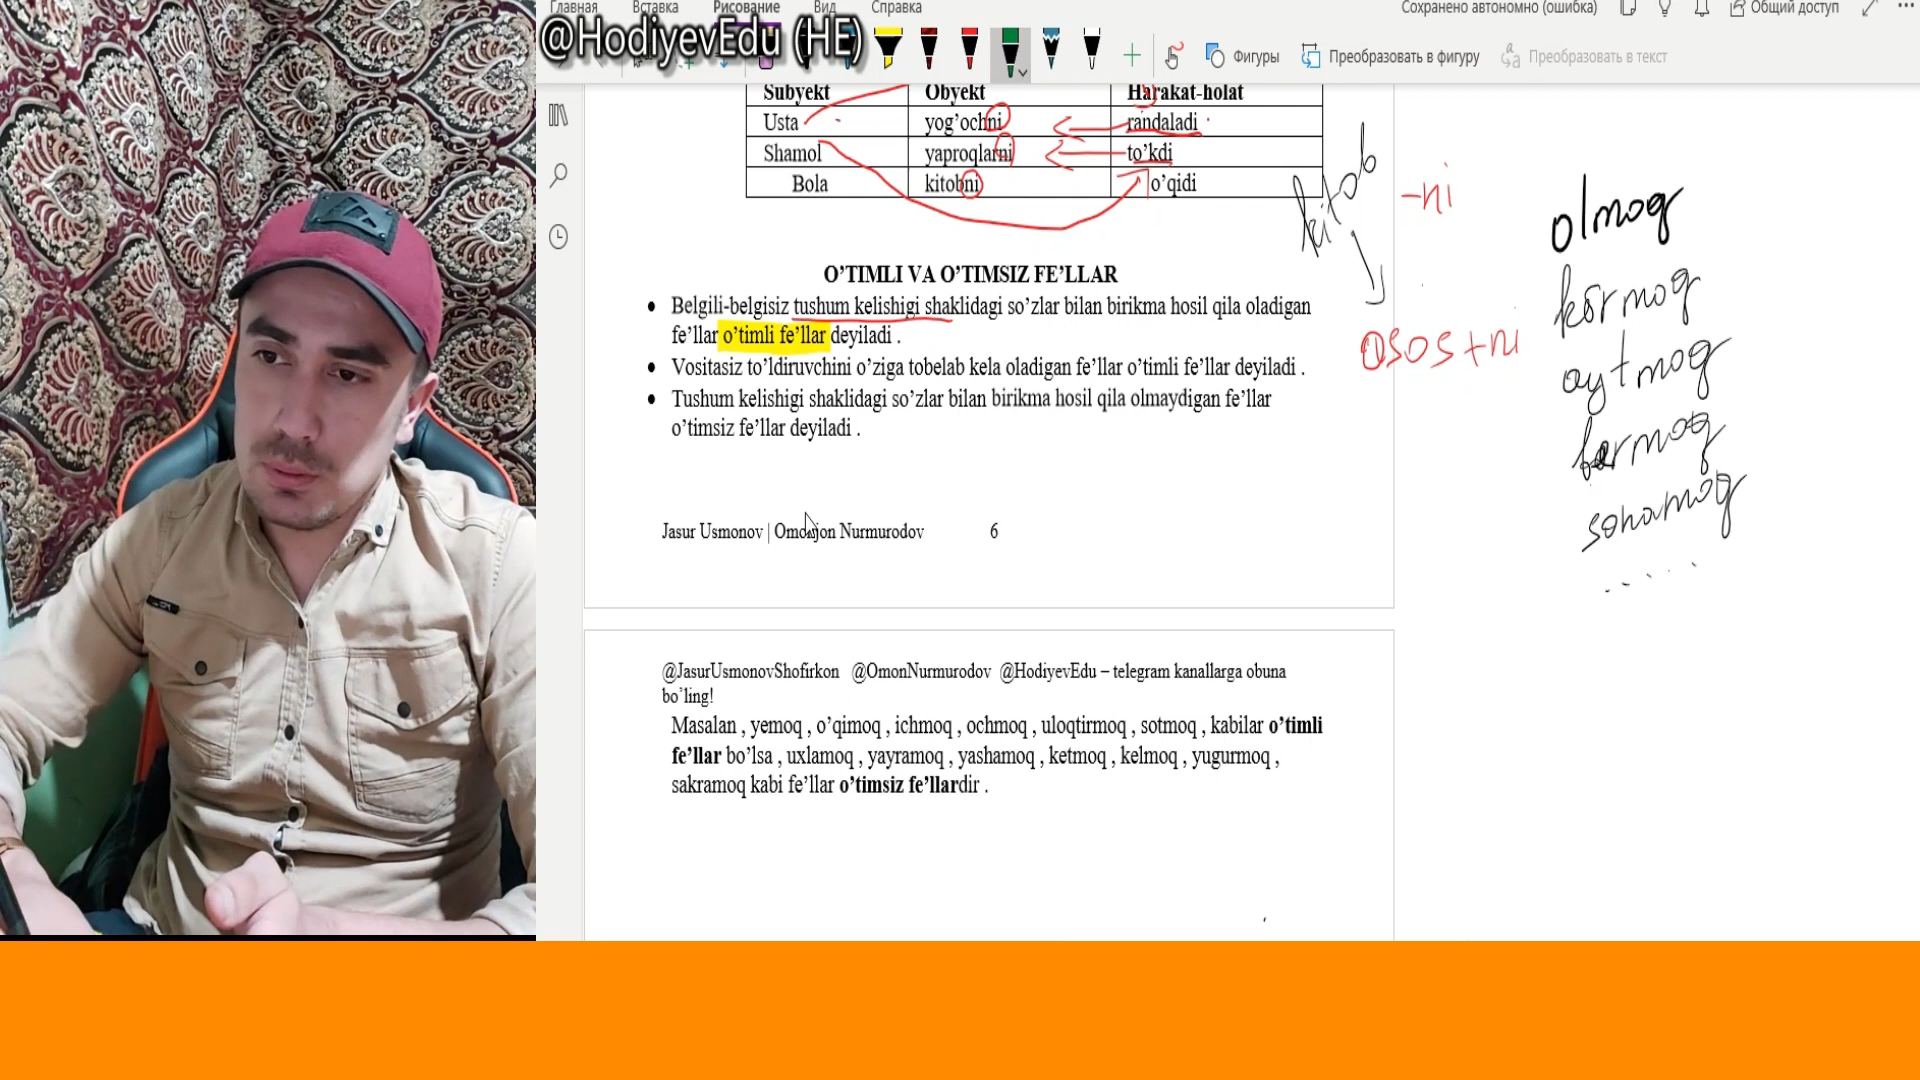 Главная Вставка Рисование Вид Справка Сохранено автономно (ошибка) Общий доступ
@HodiyevEdu (HE) Фигуры Преобразовать в фигуру Преобразовать в текст
Subyekt Obyekt Harakat-holat
Usta yog’ochni randaladi
Shamol yaproqlarni to’kdi
Bola kitobni o’qidi
kitob
-ni
asos+ni
olmoq
ko'rmoq
aytmoq
bermoq
sanamoq
.....
O’TIMLI VA O’TIMSIZ FE’LLAR
• Belgili-belgisiz tushum kelishigi shaklidagi so’zlar bilan birikma hosil qila oladigan
fe’llar o’timli fe’llar deyiladi .
• Vositasiz to’ldiruvchini o’ziga tobelab kela oladigan fe’llar o’timli fe’llar deyiladi .
• Tushum kelishigi shaklidagi so’zlar bilan birikma hosil qila olmaydigan fe’llar
o’timsiz fe’llar deyiladi .
Jasur Usmonov | Omonjon Nurmurodov 6
@JasurUsmonovShofirkon @OmonNurmurodov @HodiyevEdu – telegram kanallarga obuna
bo’ling!
Masalan , yemoq , o’qimoq , ichmoq , ochmoq , uloqtirmoq , sotmoq , kabilar o’timli
fe’llar bo’lsa , uxlamoq , yayramoq , yashamoq , ketmoq , kelmoq , yugurmoq ,
sakramoq kabi fe’llar o’timsiz fe’llardir .